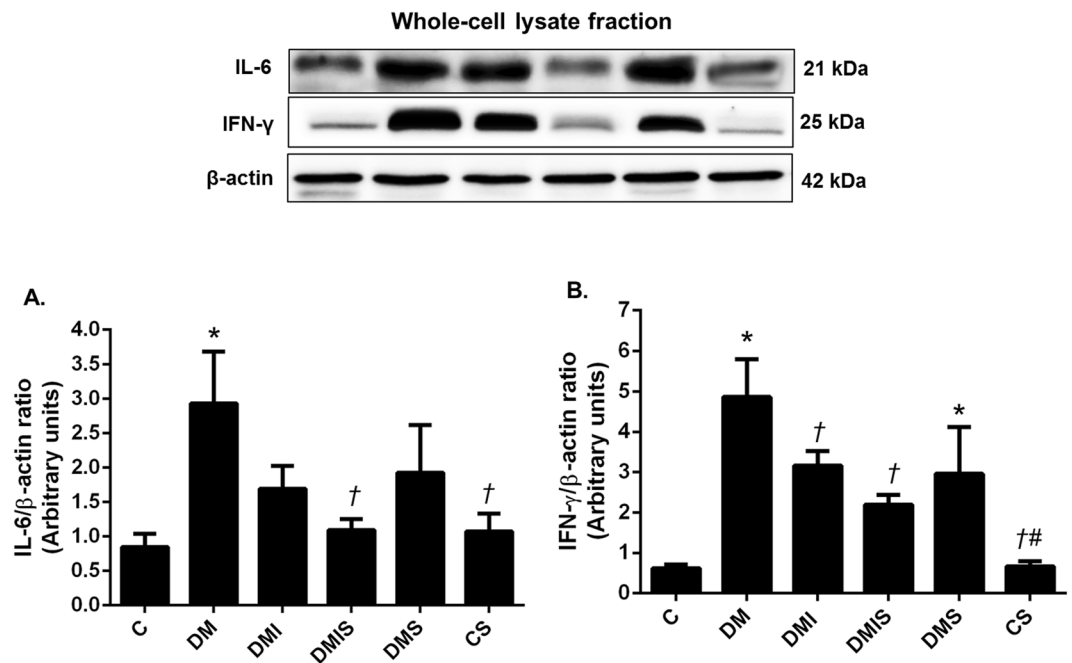 Whole-cell lysate fraction
IL-6 21 kDa
IFN-γ 25 kDa
β-actin 42 kDa
A.
IL-6/β-actin ratio
(Arbitrary units)
4.0
3.5
3.0
2.5
2.0
1.5
1.0
0.5
0.0
*
†
†
C DM DMI DMIS DMS CS
B.
IFN-γ/β-actin ratio
(Arbitrary units)
7
6
5
4
3
2
1
0
*
†
†
*
†#
C DM DMI DMIS DMS CS